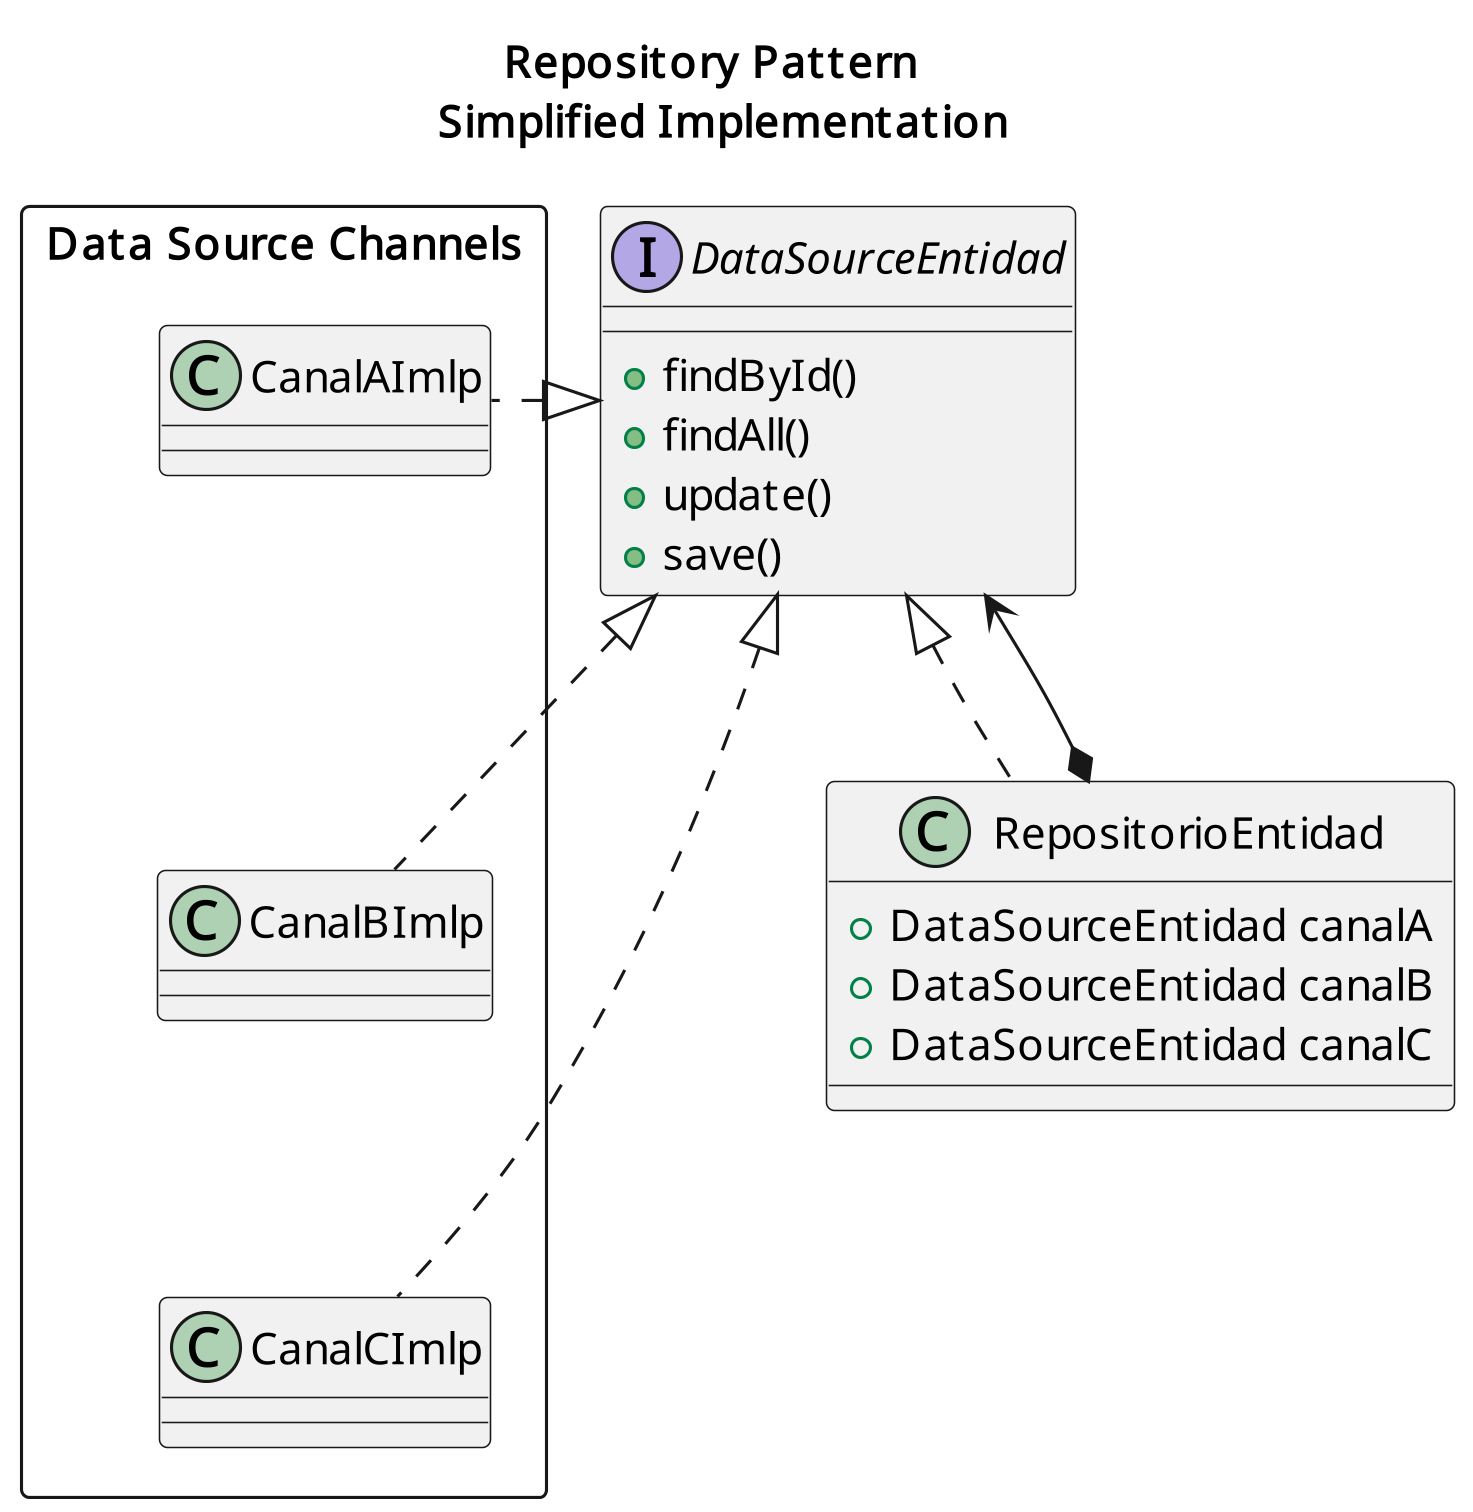 Repository Pattern
Simplified Implementation
Data Source Channels
I DataSourceEntidad
findById()
findAll()
update()
save()
C CanalAImlp
C CanalBImlp
C RepositorioEntidad
DataSourceEntidad canalA
DataSourceEntidad canalB
DataSourceEntidad canalC
C CanalCImlp